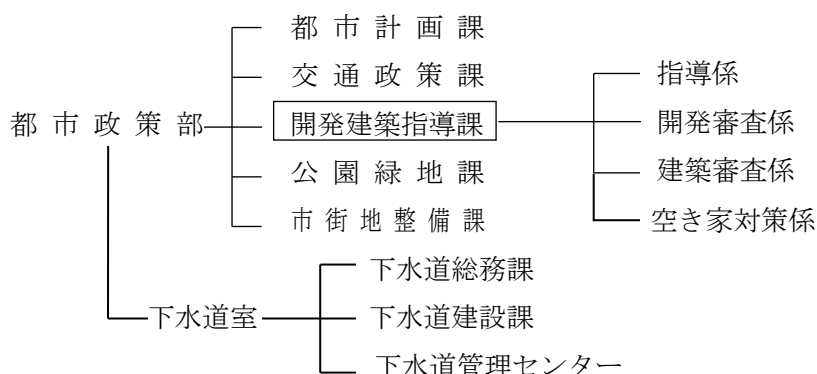 都市計画課
交通政策課
指導係
都市政策部
開発建築指導課
開発審査係
公園緑地課
建築審査係
市街地整備課
空き家対策係
下水道総務課
下水道室
下水道建設課
下水道管理センター